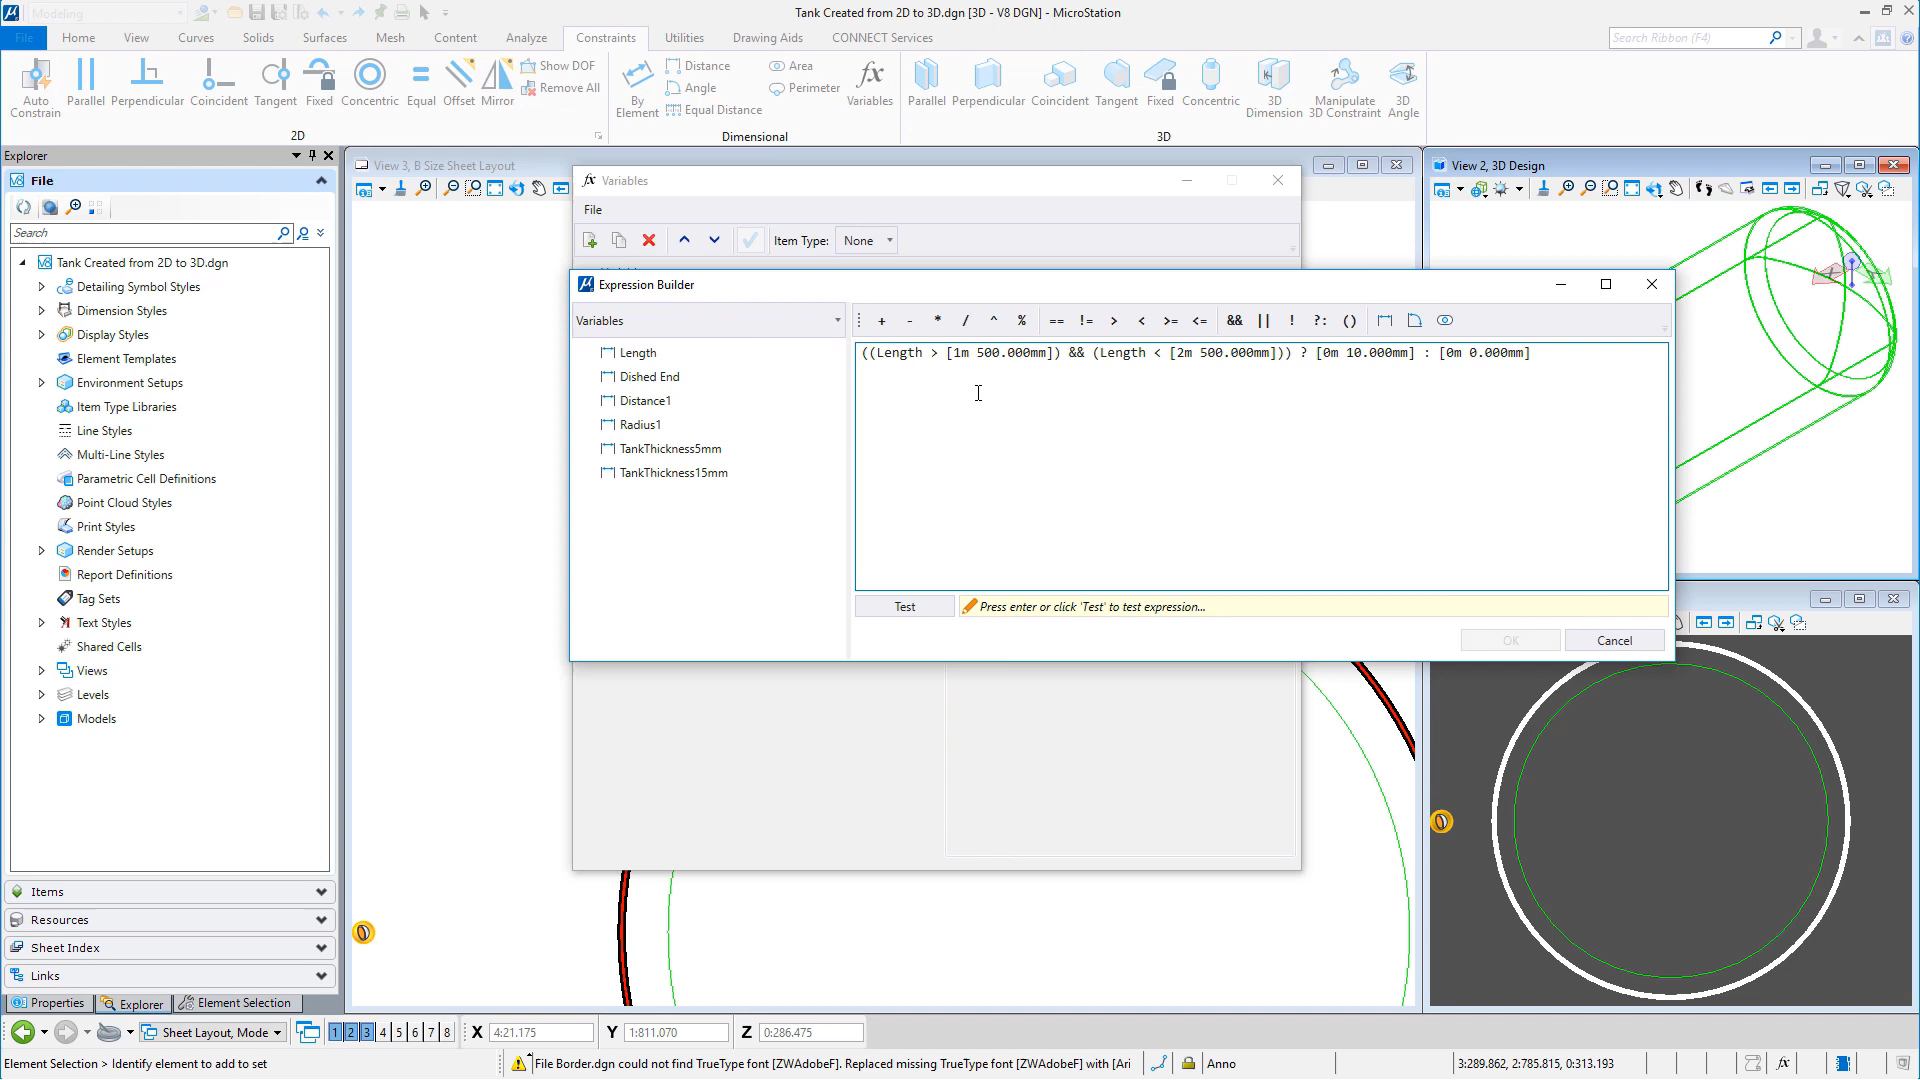 Modeling
Tank Created from 2D to 3D.dgn [3D - V8 DGN] - MicroStation
File
Home
View
Curves
Solids
Surfaces
Mesh
Content
Analyze
Constraints
Utilities
Drawing Aids
CONNECT Services
Search Ribbon (F4)
Auto Constrain
Parallel
Perpendicular
Coincident
Tangent
Fixed
Concentric
Equal
Offset
Mirror
Show DOF
Remove All
2D
By Element
Distance
Angle
Equal Distance
Area
Perimeter
Variables
Dimensional
Parallel
Perpendicular
Coincident
Tangent
Fixed
Concentric
3D Dimension
Manipulate 3D Constraint
3D Angle
3D
Explorer
File
Search
Tank Created from 2D to 3D.dgn
Detailing Symbol Styles
Dimension Styles
Display Styles
Element Templates
Environment Setups
Item Type Libraries
Line Styles
Multi-Line Styles
Parametric Cell Definitions
Point Cloud Styles
Print Styles
Render Setups
Report Definitions
Tag Sets
Text Styles
Shared Cells
Views
Levels
Models
Items
Resources
Sheet Index
Links
Properties
Explorer
Element Selection
View 3, B Size Sheet Layout
View 2, 3D Design
fx Variables
File
Item Type: None
Expression Builder
Variables
+ - * / ^ % == != > < >= <= && || ! ?: ()
Length
Dished End
Distance1
Radius1
TankThickness5mm
TankThickness15mm
((Length > [1m 500.000mm]) && (Length < [2m 500.000mm])) ? [0m 10.000mm] : [0m 0.000mm]
Test
Press enter or click 'Test' to test expression...
OK
Cancel
Sheet Layout, Mode
1 2 3 4 5 6 7 8
X 4:21.175
Y 1:811.070
Z 0:286.475
Element Selection > Identify element to add to set
File Border.dgn could not find TrueType font [ZWAdobeF]. Replaced missing TrueType font [ZWAdobeF] with [Ari
Anno
3:289.862, 2:785.815, 0:313.193
fx